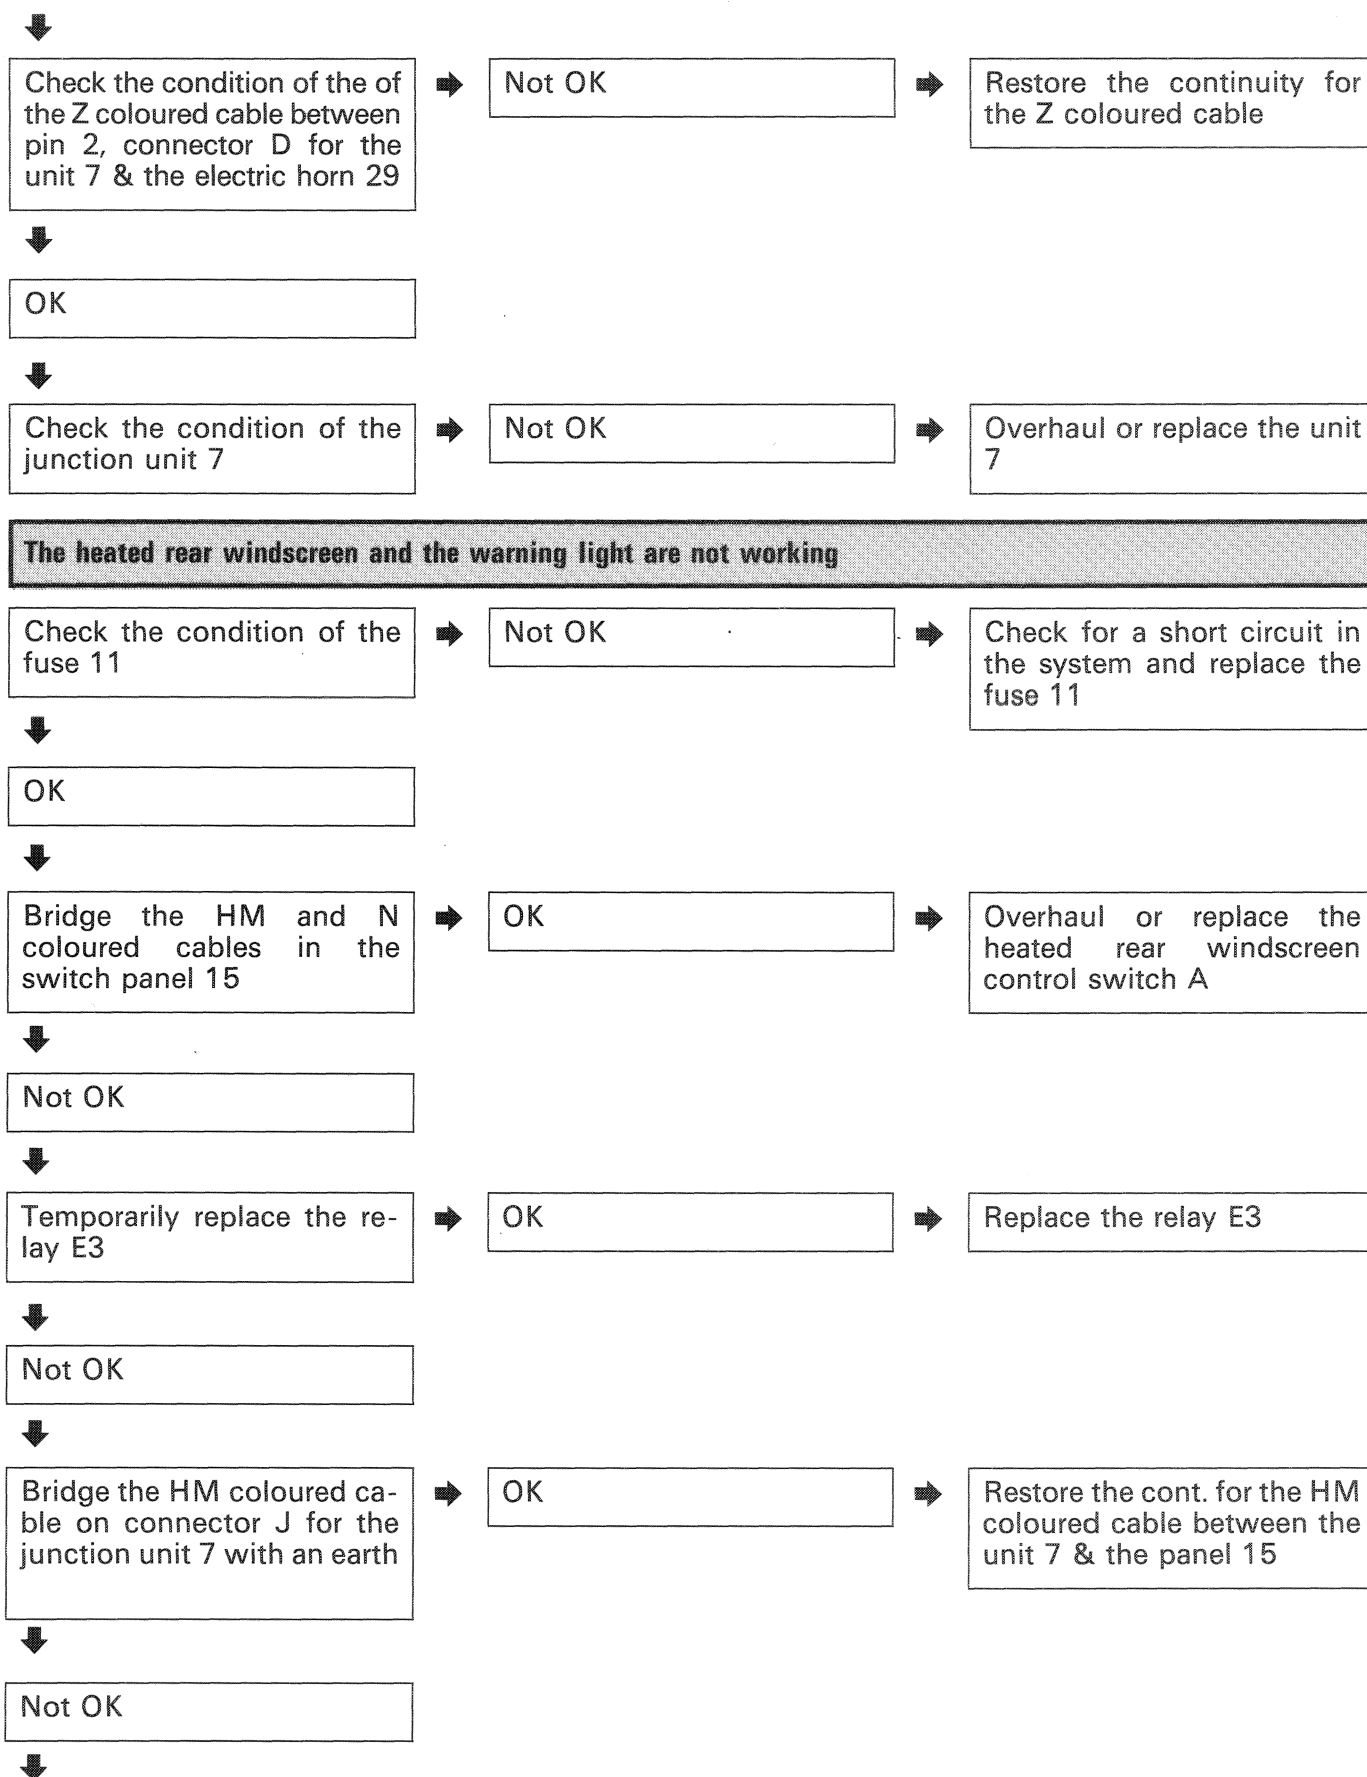 Check the condition of the of
the Z coloured cable between
pin 2, connector D for the
unit 7 & the electric horn 29
Not OK
Restore the continuity for
the Z coloured cable
OK
Check the condition of the
junction unit 7
Not OK
Overhaul or replace the unit
7
The heated rear windscreen and the warning light are not working
Check the condition of the
fuse 11
Not OK
Check for a short circuit in
the system and replace the
fuse 11
OK
Bridge the HM and N
coloured cables in the
switch panel 15
OK
Overhaul or replace the
heated rear windscreen
control switch A
Not OK
Temporarily replace the re-
lay E3
OK
Replace the relay E3
Not OK
Bridge the HM coloured ca-
ble on connector J for the
junction unit 7 with an earth
OK
Restore the cont. for the HM
coloured cable between the
unit 7 & the panel 15
Not OK